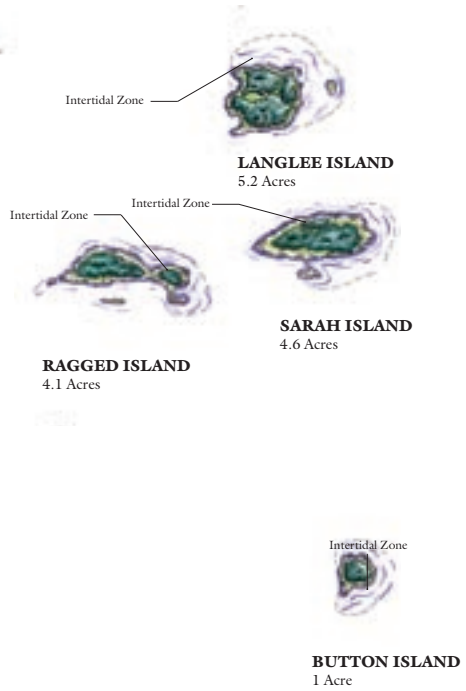 Intertidal Zone
LANGLEE ISLAND
5.2 Acres
Intertidal Zone
Intertidal Zone
SARAH ISLAND
4.6 Acres
RAGGED ISLAND
4.1 Acres
Intertidal Zone
BUTTON ISLAND
1 Acre